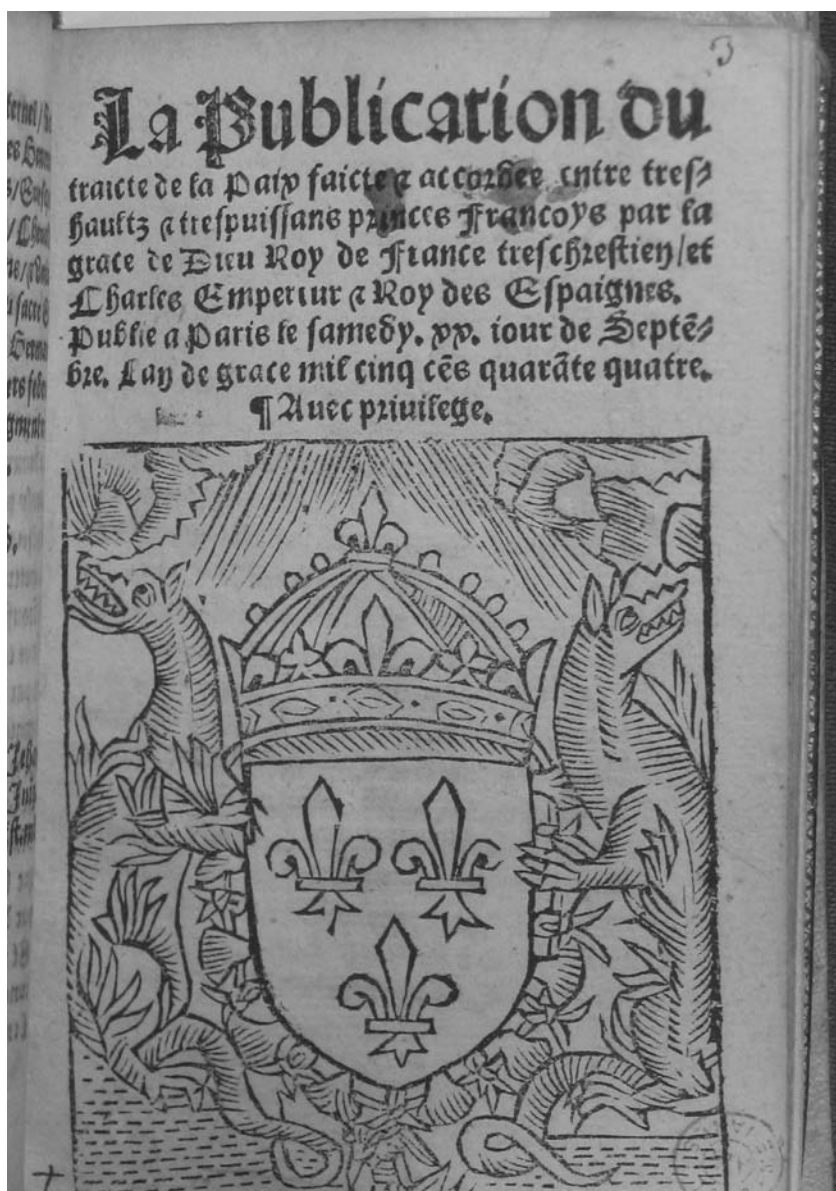 3
La Publication du
traicte de la Paix faicte & accordee entre tres⸗
haultz & trespuissans princes Francoys par la
grace de Dieu Roy de France treschrestien/et
Charles Empereur & Roy des Espaignes.
Publie a Paris le samedy. xx. iour de Septē⸗
bre. Lan de grace mil cinq cēs quarāte quatre.
¶ Auec priuilege.